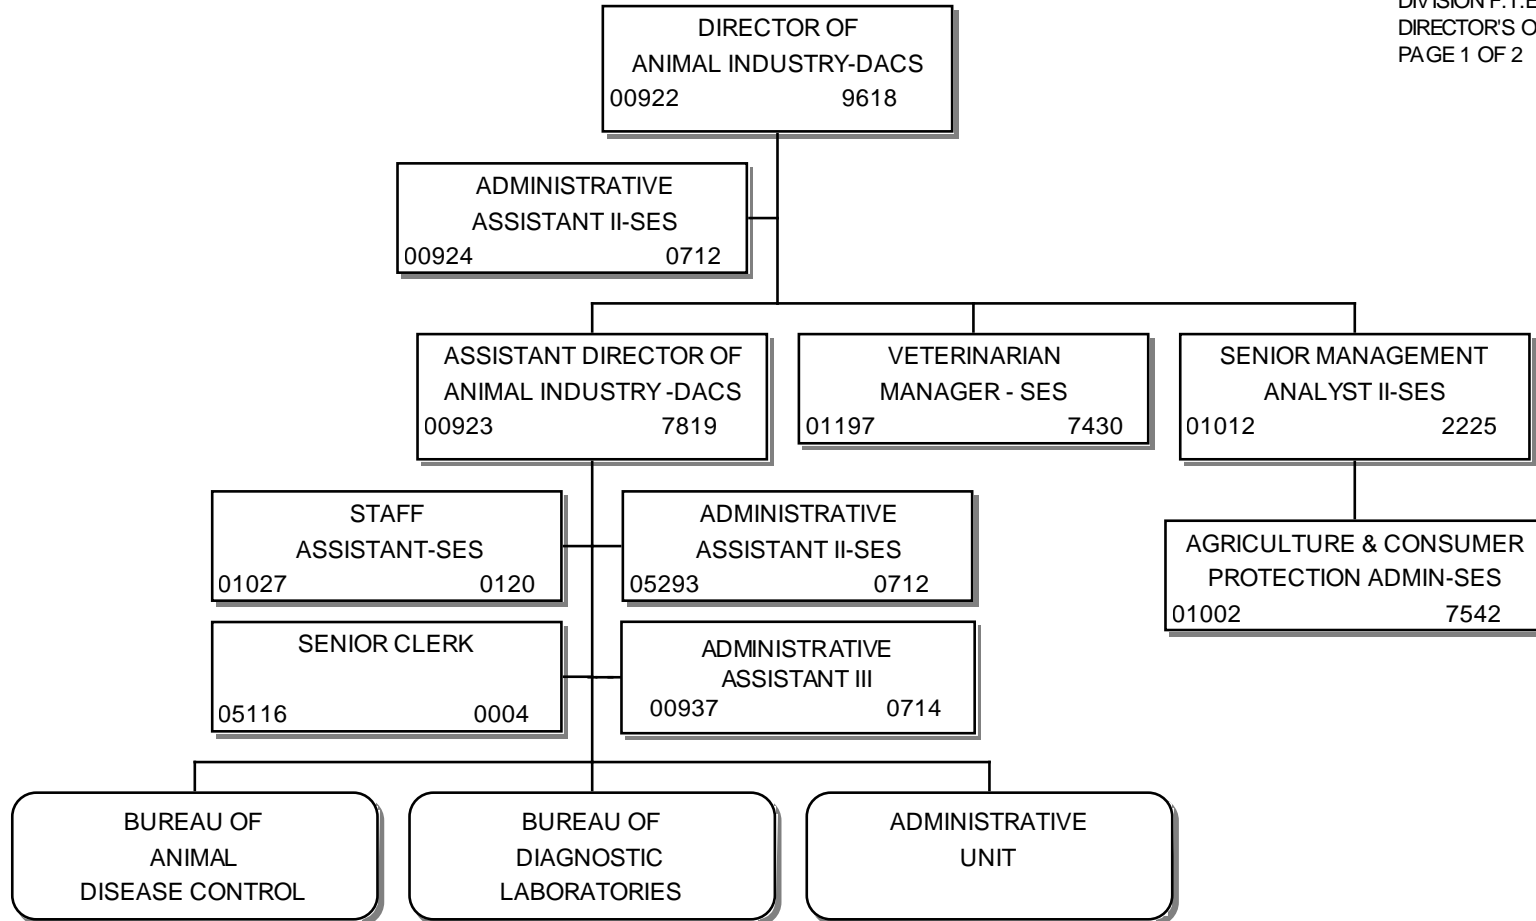 DIRECTOR'S
PAGE 1 OF 2
DIRECTOR OF
ANIMAL INDUSTRY-DACS
00922 9618
ADMINISTRATIVE
ASSISTANT II-SES
00924 0712
ASSISTANT DIRECTOR OF
ANIMAL INDUSTRY -DACS
00923 7819
VETERINARIAN
MANAGER - SES
01197 7430
SENIOR MANAGEMENT
ANALYST II-SES
01012 2225
STAFF
ASSISTANT-SES
01027 0120
ADMINISTRATIVE
ASSISTANT II-SES
05293 0712
AGRICULTURE & CONSUMER
PROTECTION ADMIN-SES
01002 7542
SENIOR CLERK
05116 0004
ADMINISTRATIVE
ASSISTANT III
00937 0714
BUREAU OF
ANIMAL
DISEASE CONTROL
BUREAU OF
DIAGNOSTIC
LABORATORIES
ADMINISTRATIVE
UNIT